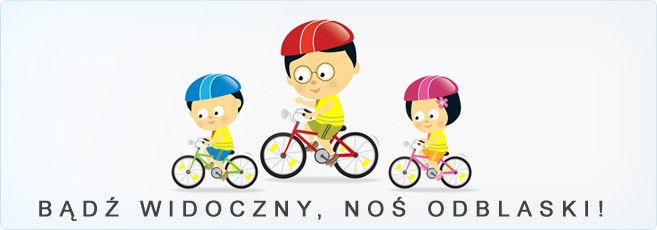 BĄDŹ WIDOCZNY, NOŚ ODBLASKI!